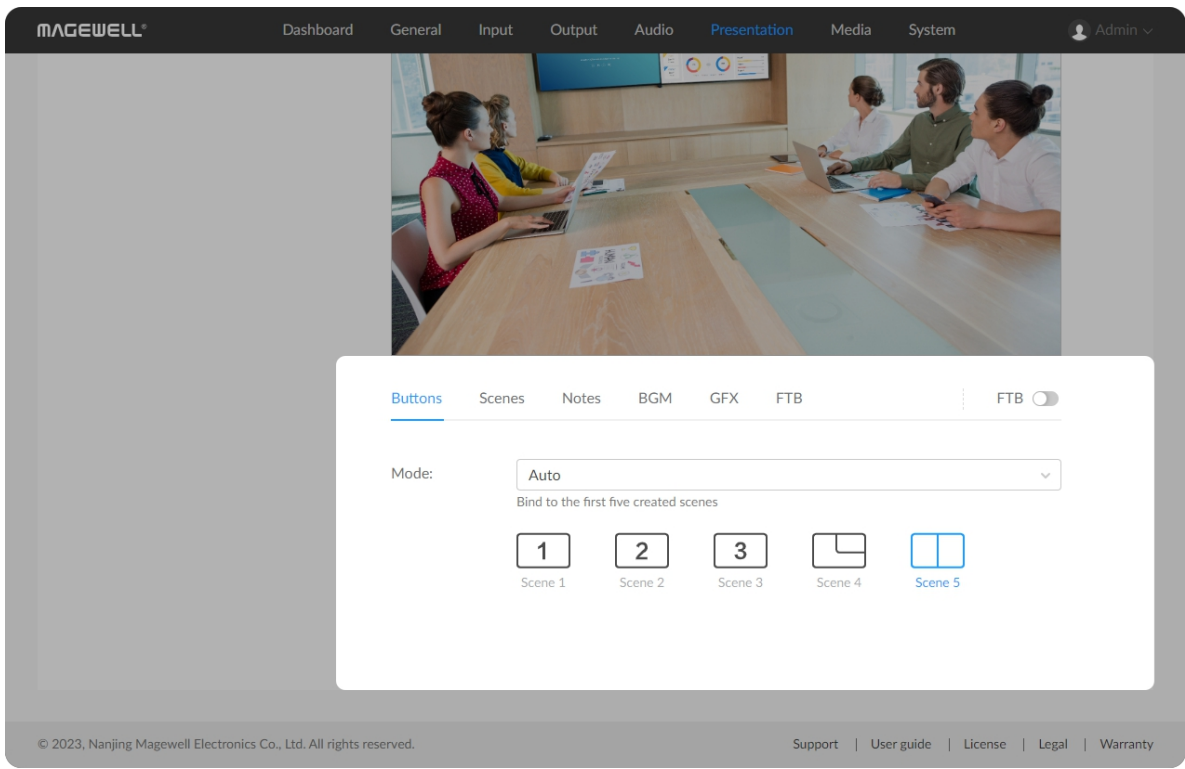 MAGEWELL®
Dashboard General Input Output Audio Presentation Media System Admin
Buttons Scenes Notes BGM GFX FTB FTB
Mode: Auto
Bind to the first five created scenes
1 2 3
Scene 1 Scene 2 Scene 3 Scene 4 Scene 5
© 2023, Nanjing Magewell Electronics Co., Ltd. All rights reserved. Support | User guide | License | Legal | Warranty